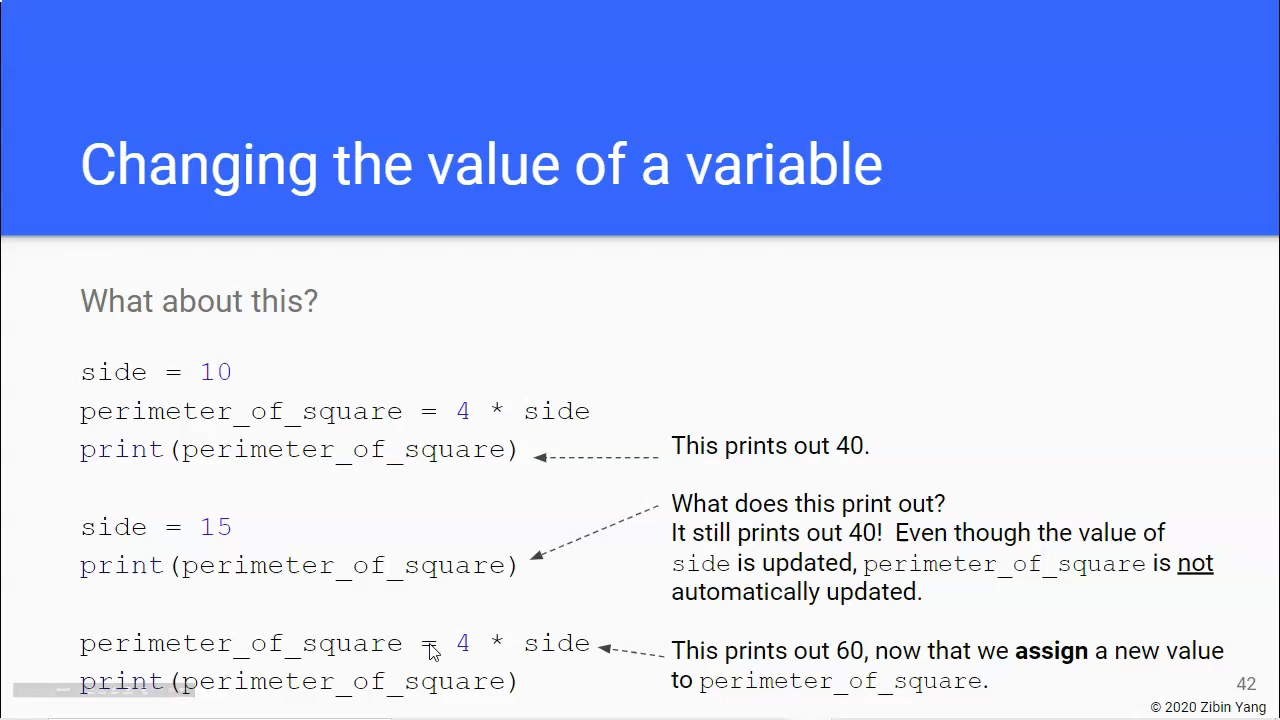 Changing the value of a variable
What about this?
side = 10
perimeter_of_square = 4 * side
print(perimeter_of_square)
This prints out 40.
side = 15
print(perimeter_of_square)
What does this print out?
It still prints out 40! Even though the value of
side is updated, perimeter_of_square is not
automatically updated.
perimeter_of_square = 4 * side
print(perimeter_of_square)
This prints out 60, now that we assign a new value
to perimeter_of_square.
42
© 2020 Zibin Yang